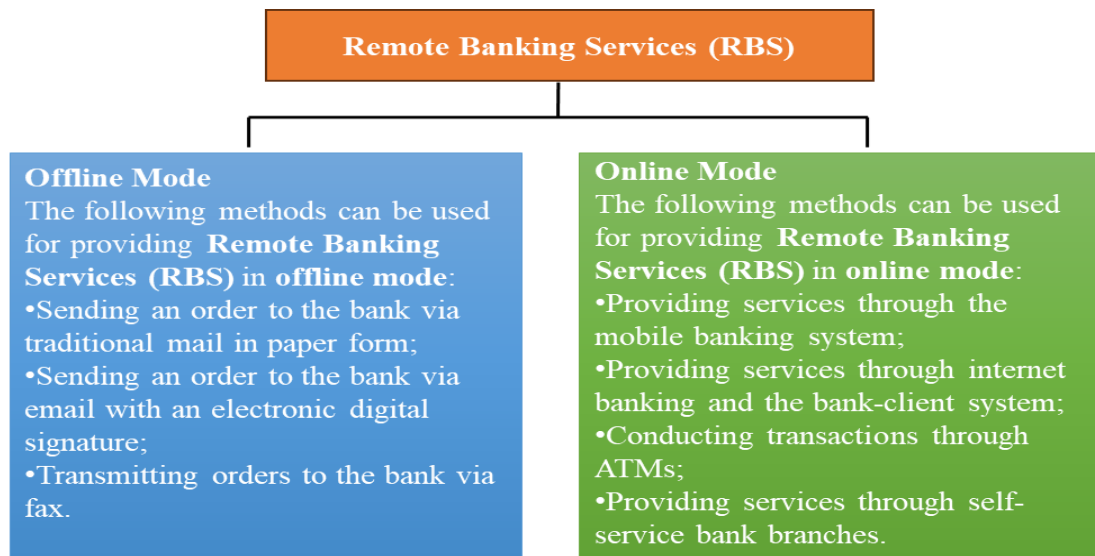 Remote Banking Services (RBS)
Offline Mode
The following methods can be used
for providing Remote Banking
Services (RBS) in offline mode:
•Sending an order to the bank via
traditional mail in paper form;
•Sending an order to the bank via
email with an electronic digital
signature;
•Transmitting orders to the bank via
fax.
Online Mode
The following methods can be used
for providing Remote Banking
Services (RBS) in online mode:
•Providing services through the
mobile banking system;
•Providing services through internet
banking and the bank-client system;
•Conducting transactions through
ATMs;
•Providing services through self-
service bank branches.